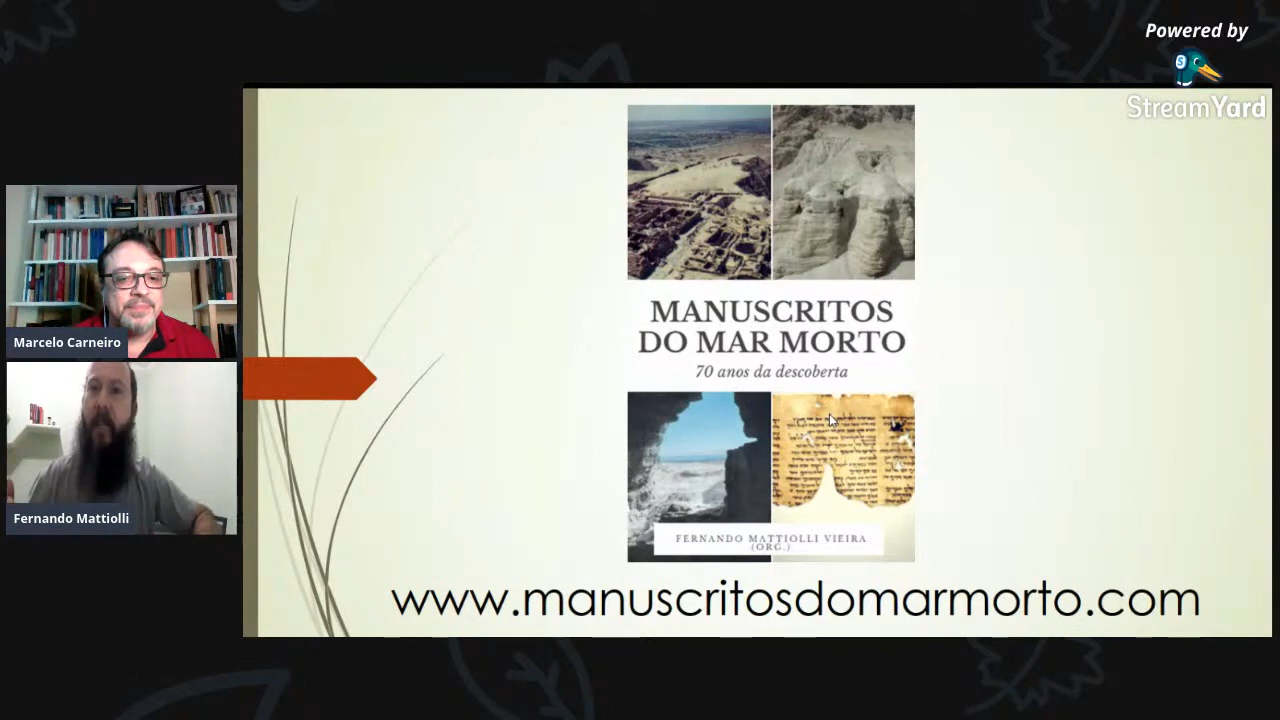 Powered by
StreamYard
MANUSCRITOS
DO MAR MORTO
70 anos da descoberta
FERNANDO MATTIOLLI VIEIRA
(ORG.)
www.manuscritosdomarmorto.com
Marcelo Carneiro
Fernando Mattiolli